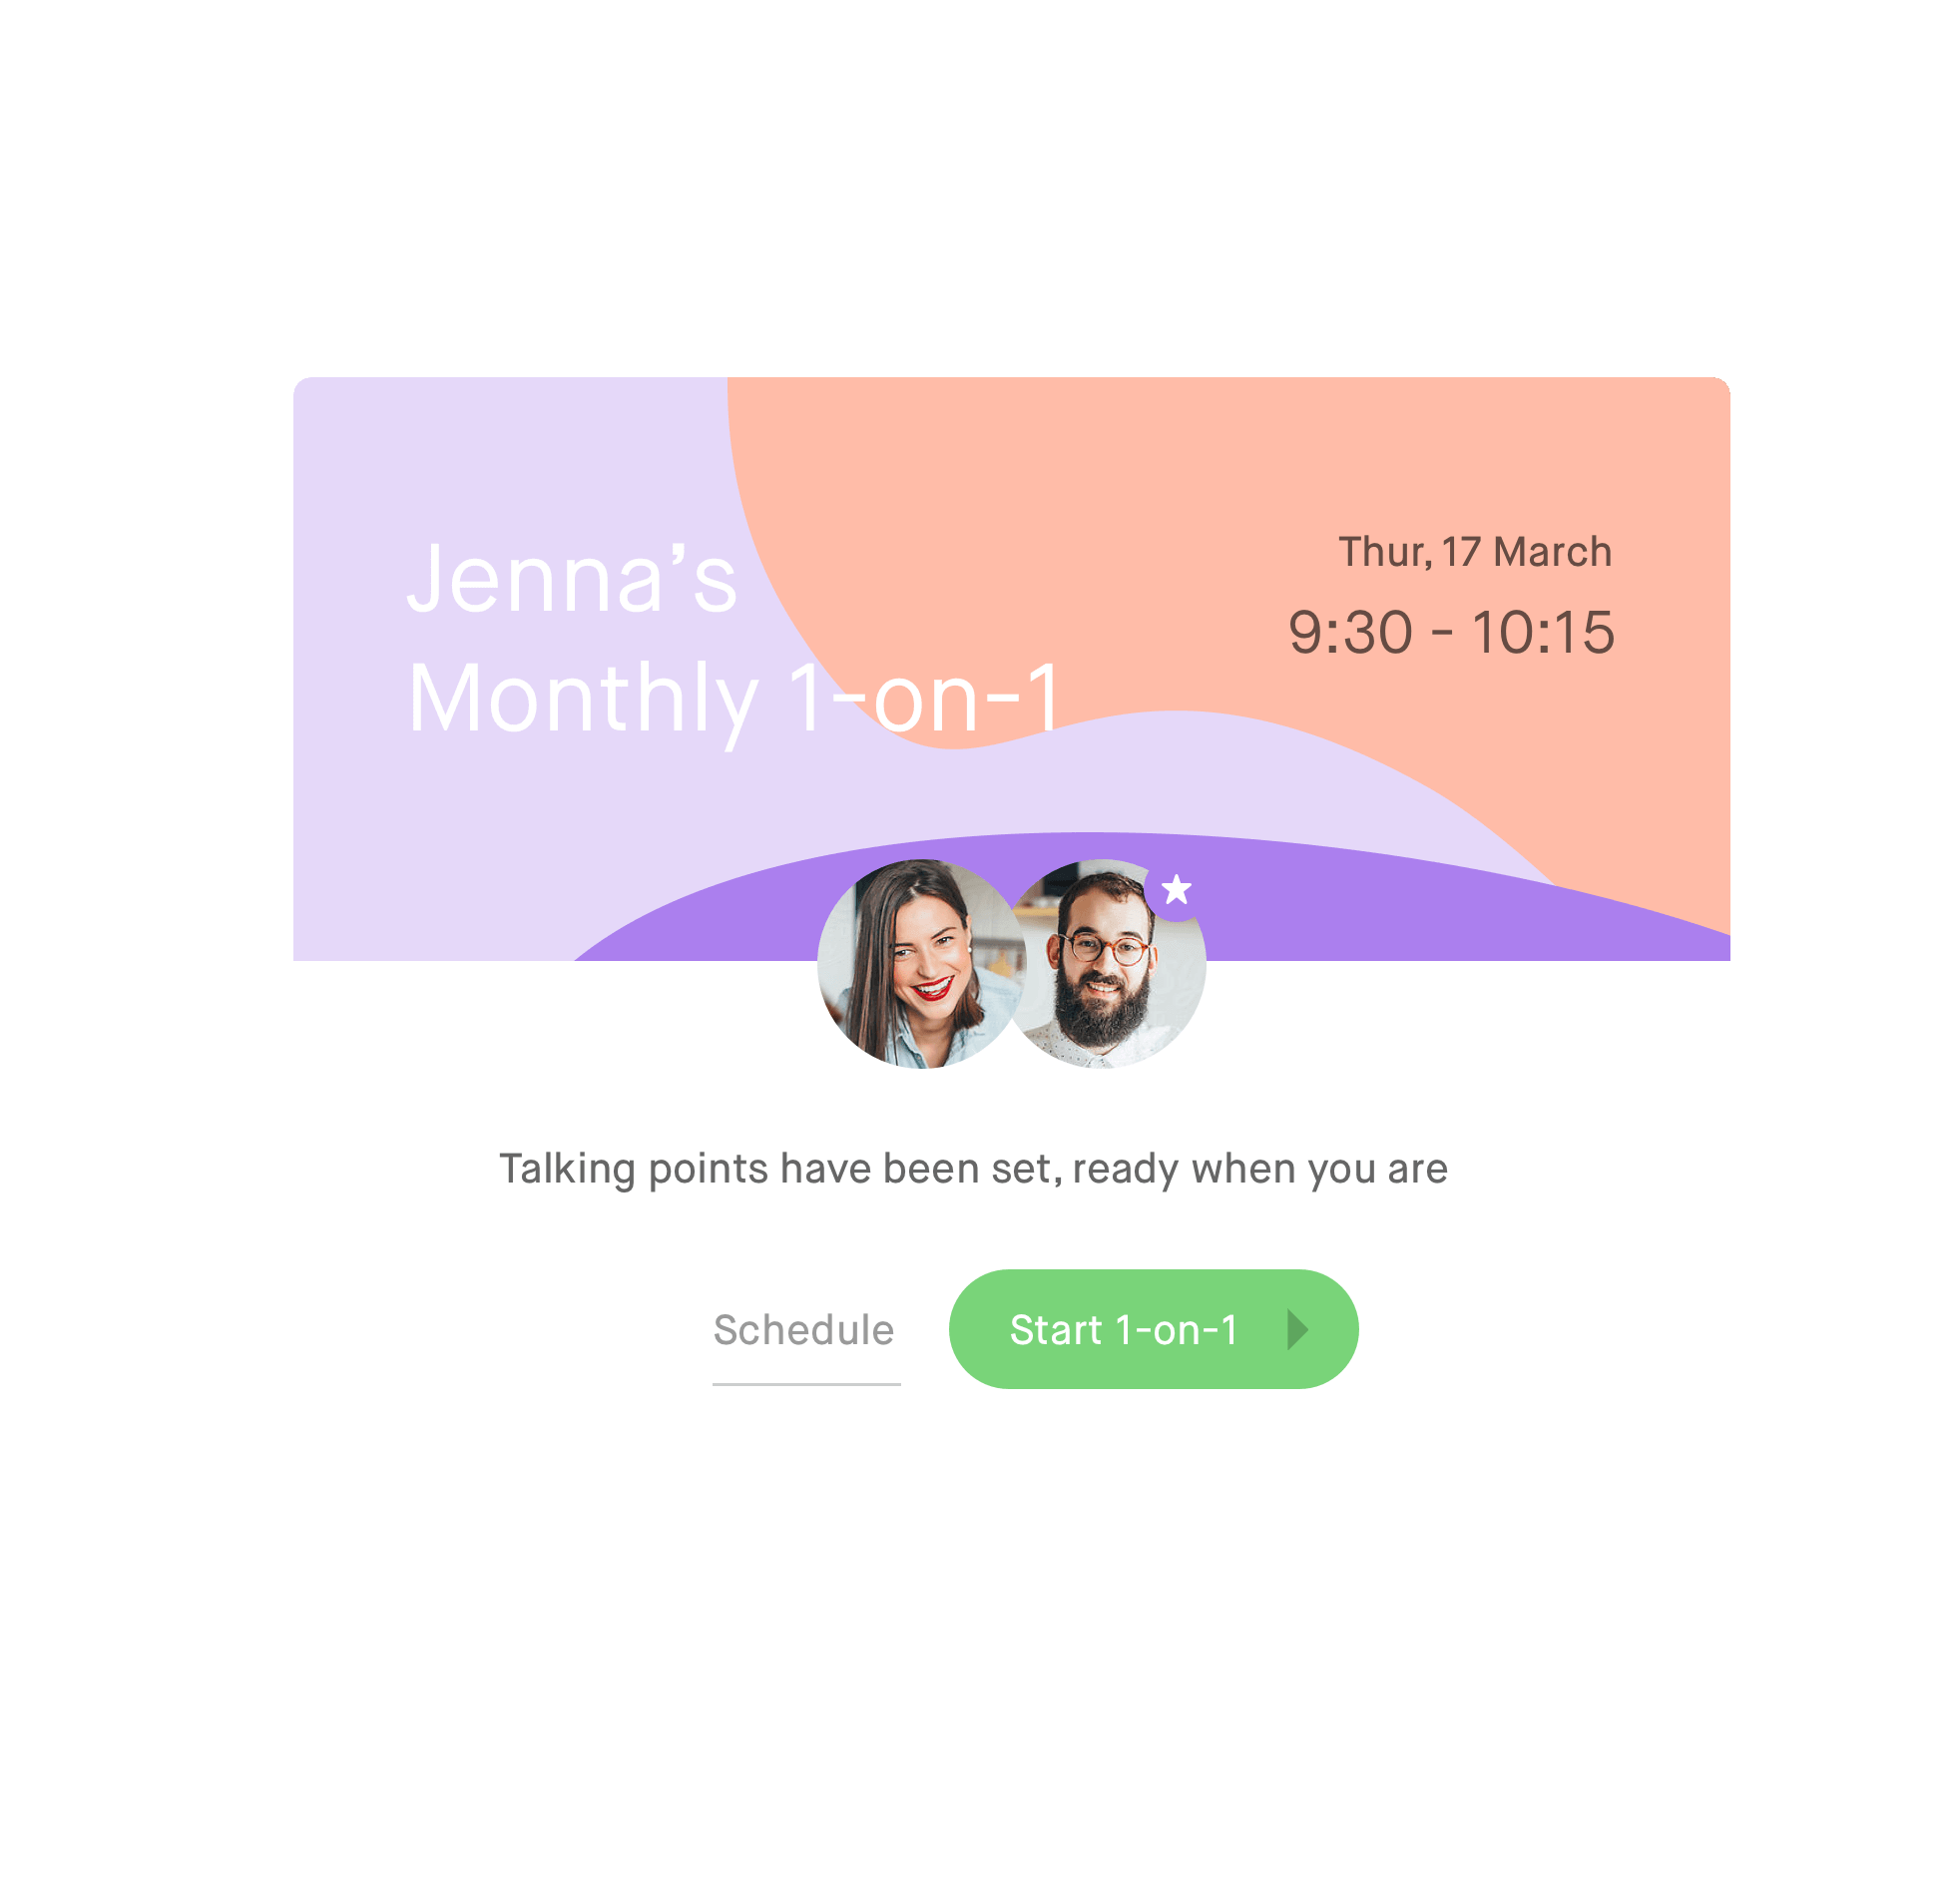 Jenna’s
Monthly 1-on-1
Thur, 17 March
9:30 - 10:15
Talking points have been set, ready when you are
Schedule
Start 1-on-1